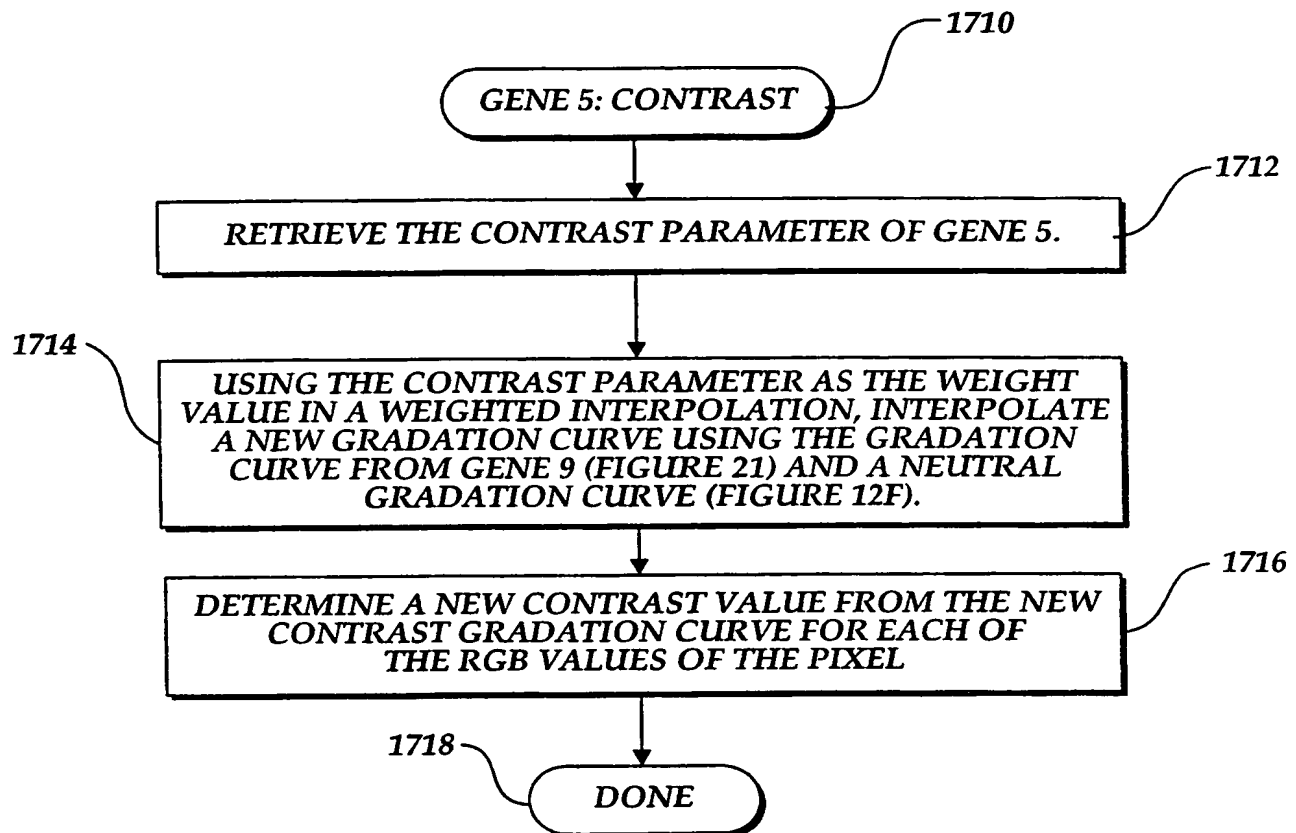 1710
GENE 5: CONTRAST
1712
RETRIEVE THE CONTRAST PARAMETER OF GENE 5.
1714
USING THE CONTRAST PARAMETER AS THE WEIGHT
VALUE IN A WEIGHTED INTERPOLATION, INTERPOLATE
A NEW GRADATION CURVE USING THE GRADATION
CURVE FROM GENE 9 (FIGURE 21) AND A NEUTRAL
GRADATION CURVE (FIGURE 12F).
1716
DETERMINE A NEW CONTRAST VALUE FROM THE NEW
CONTRAST GRADATION CURVE FOR EACH OF
THE RGB VALUES OF THE PIXEL
1718
DONE